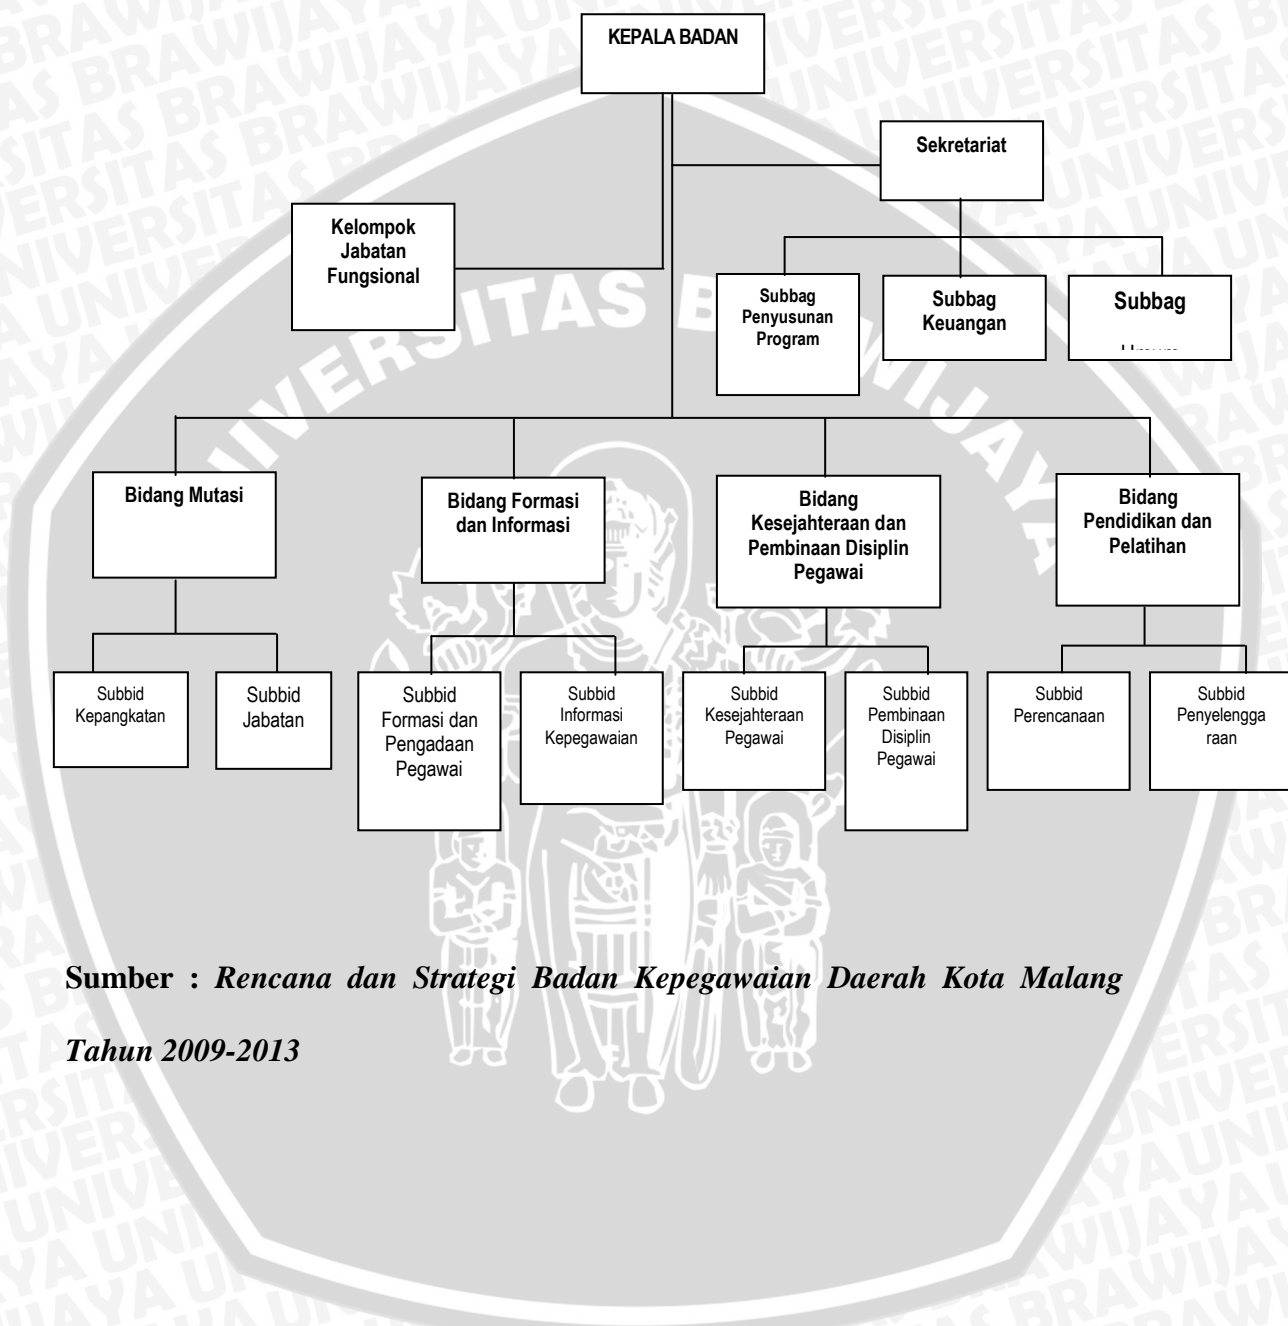 KEPALA BADAN
Sekretariat
Kelompok
Jabatan
Fungsional
Subbag
Penyusunan
Program
Subbag
Keuangan
Subbag
Bidang Mutasi
Bidang Formasi
dan Informasi
Bidang
Kesejahteraan dan
Pembinaan Disiplin
Pegawai
Bidang
Pendidikan dan
Pelatihan
Subbid
Kepangkatan
Subbid
Jabatan
Subbid
Formasi dan
Pengadaan
Pegawai
Subbid
Informasi
Kepegawaian
Subbid
Kesejahteraan
Pegawai
Subbid
Pembinaan
Disiplin
Pegawai
Subbid
Perencanaan
Subbid
Penyelengga
raan
Sumber : Rencana dan Strategi Badan Kepegawaian Daerah Kota Malang
Tahun 2009-2013
UNIVERSITAS BRAWIJAYA